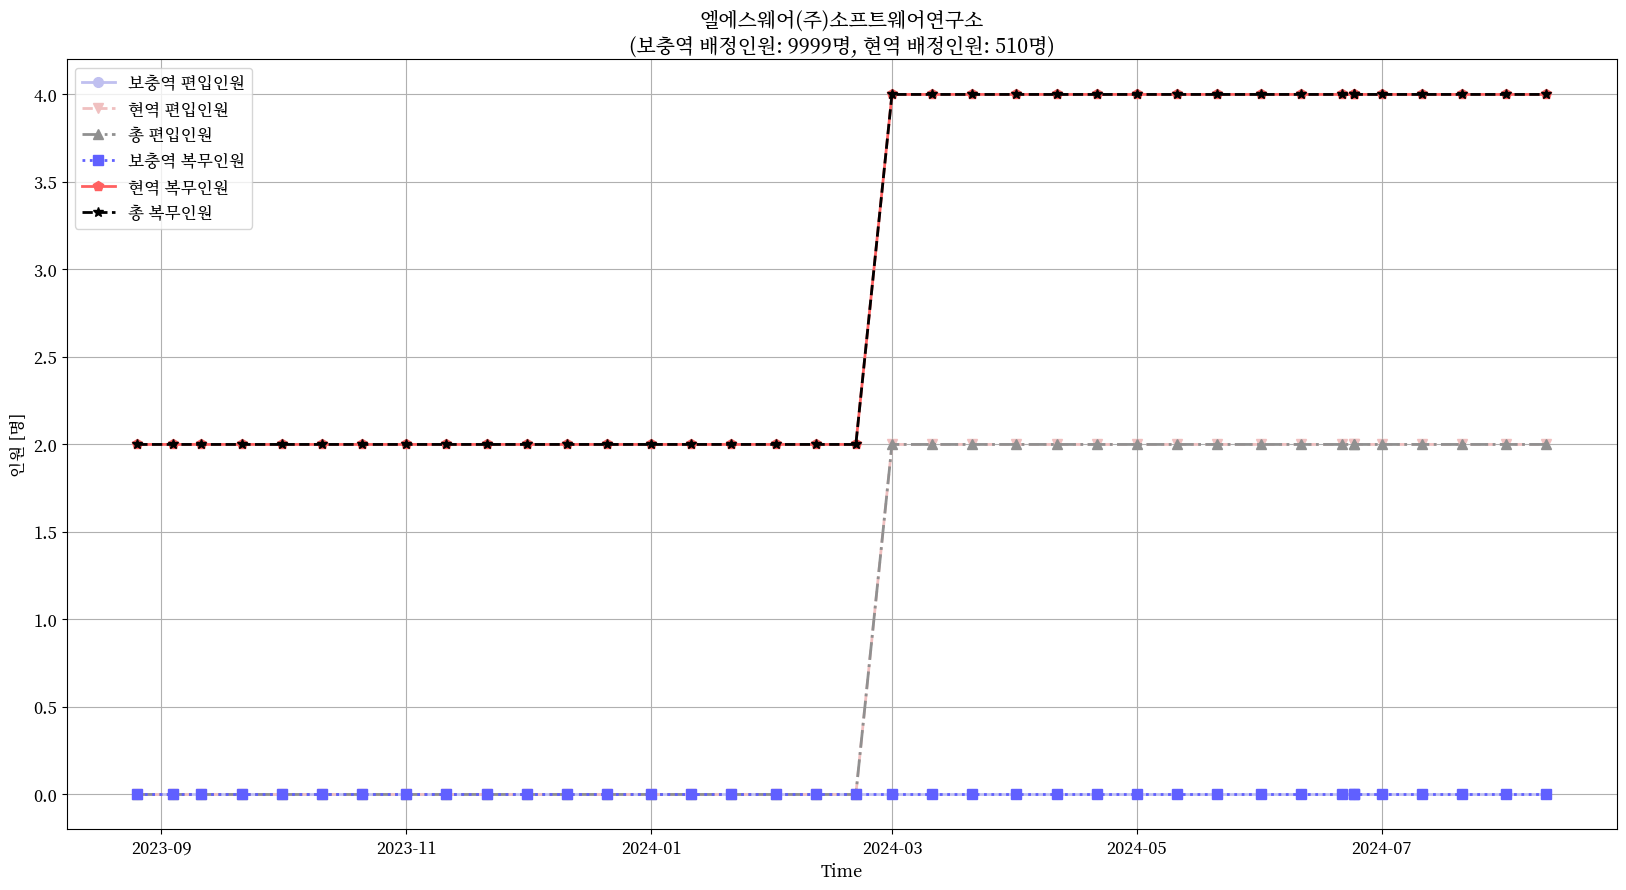 엘에스웨어(주)소프트웨어연구소
(보충역 배정인원: 9999명, 현역 배정인원: 510명)
보충역 편입인원
현역 편입인원
총 편입인원
보충역 복무인원
현역 복무인원
총 복무인원
4.0
3.5
3.0
2.5
2.0
1.5
1.0
0.5
0.0
인원 [명]
2023-09 2023-11 2024-01 2024-03 2024-05 2024-07
Time